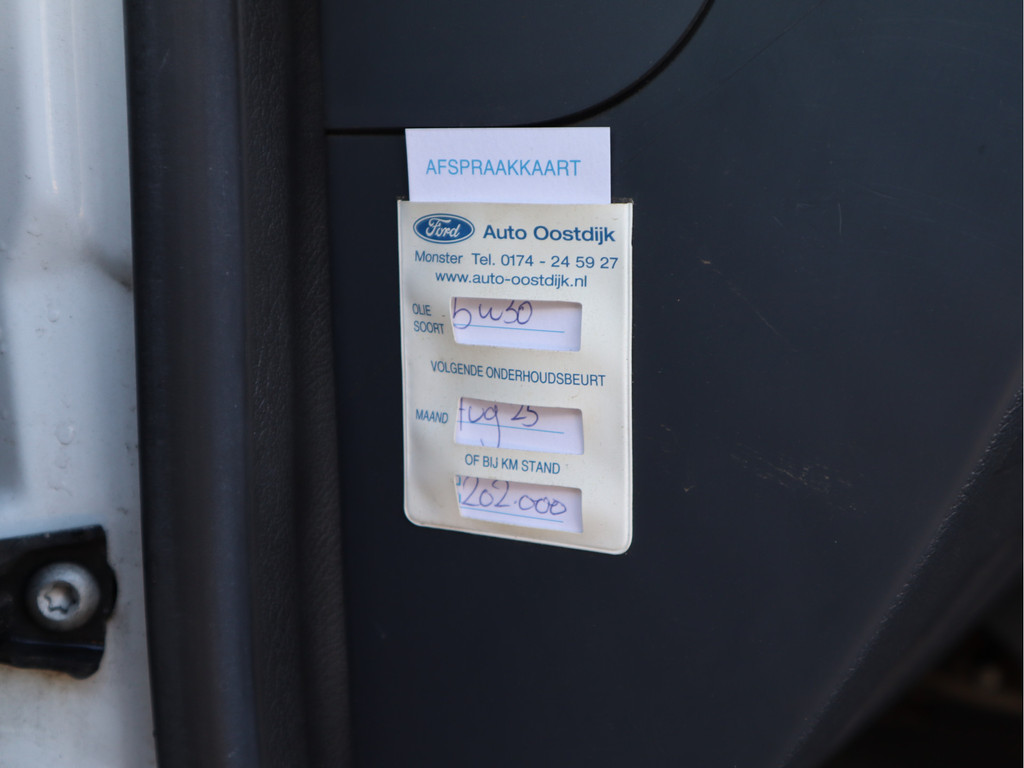 AFSPRAAKKAART
Ford Auto Oostdijk
Monster Tel. 0174 - 24 59 27
www.auto-oostdijk.nl
OLIE
SOORT
5w30
VOLGENDE ONDERHOUDSBEURT
MAAND
25
OF BIJ KM STAND
202.000